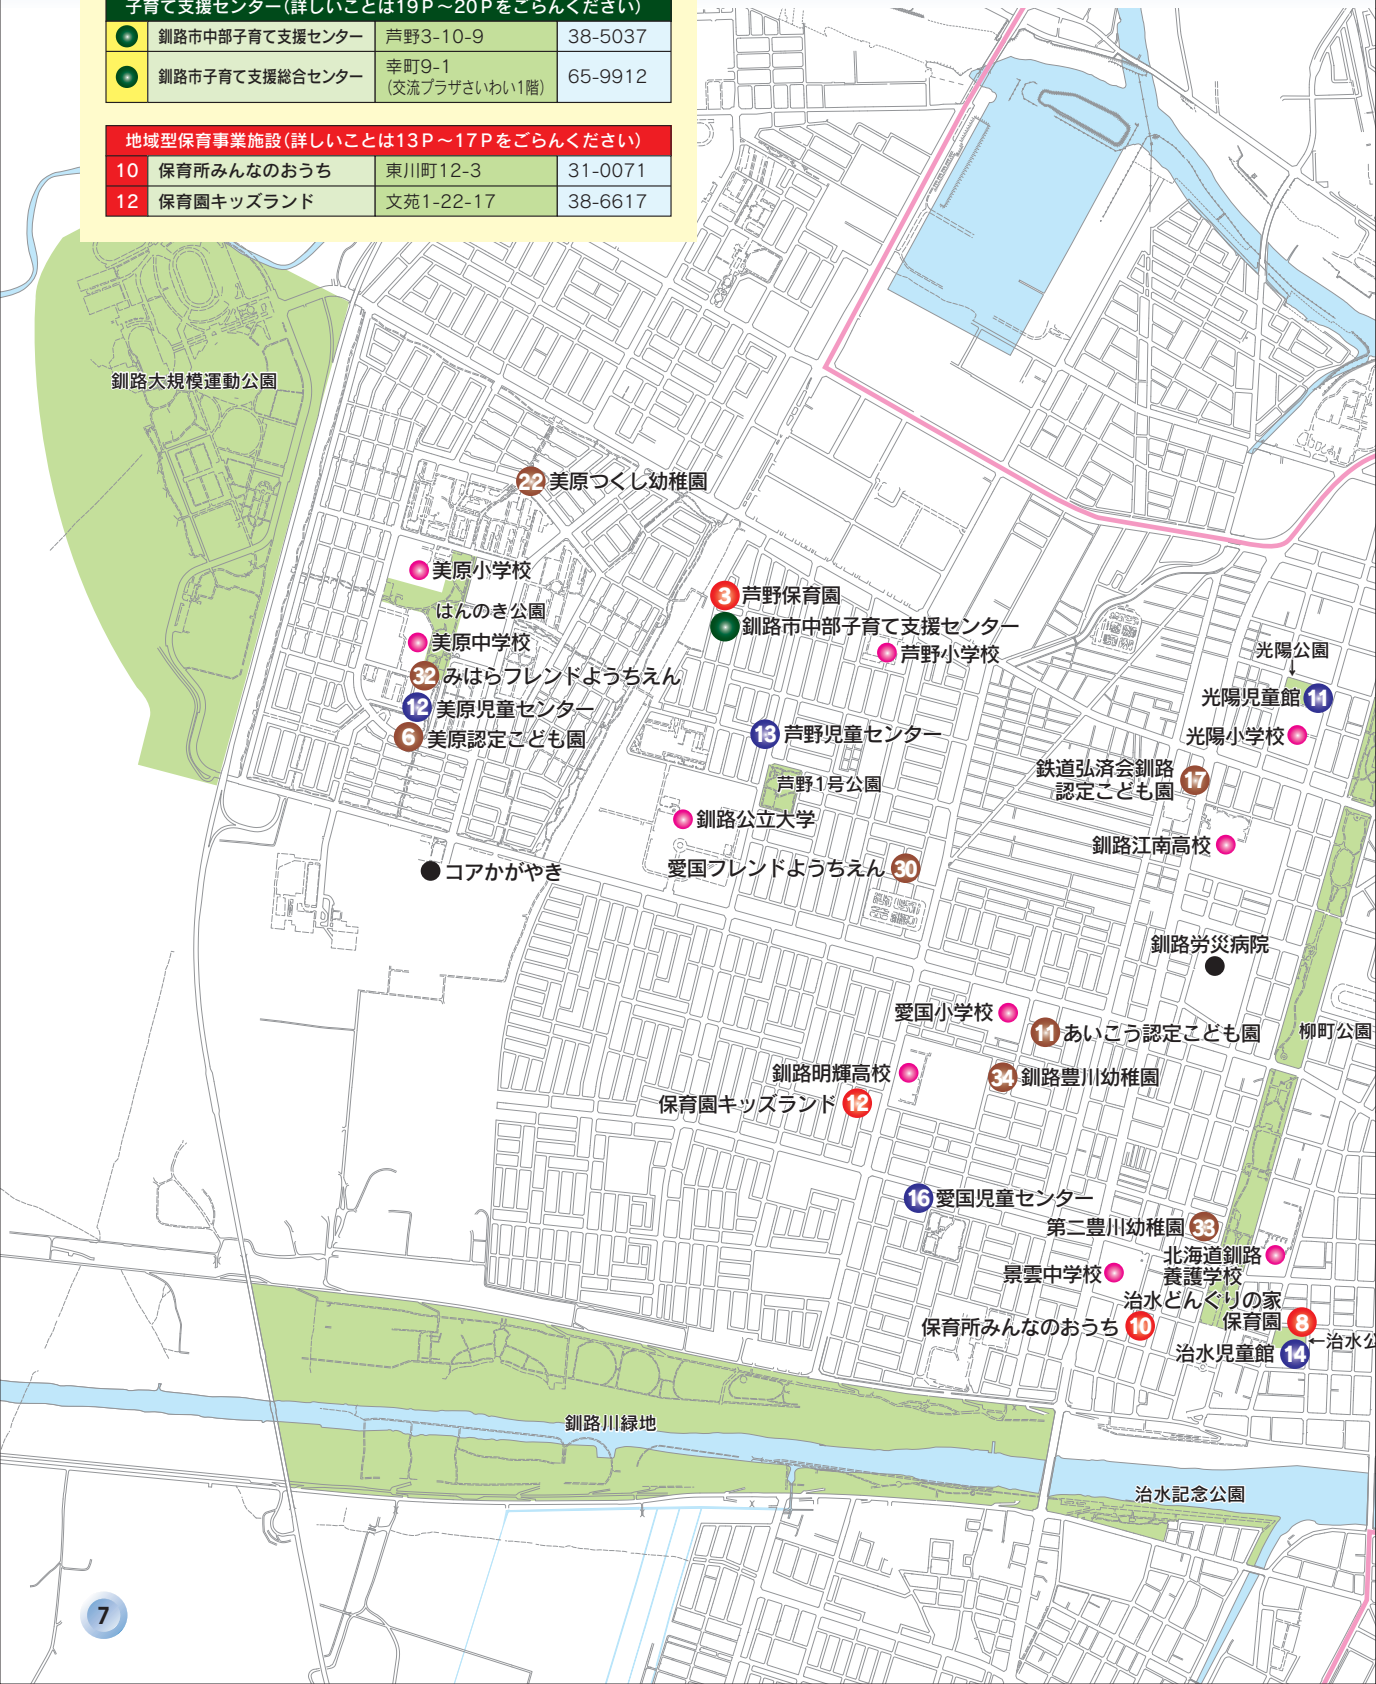 子育て支援センター(詳しいことは19P～20Pをごらんください)
釧路市中部子育て支援センター 芦野3-10-9 38-5037
釧路市子育て支援総合センター 幸町9-1 65-9912
(交流プラザさいわい1階)
地域型保育事業施設(詳しいことは13P～17Pをごらんください)
10 保育所みんなのおうち 東川町12-3 31-0071
12 保育園キッズランド 文苑1-22-17 38-6617
釧路大規模運動公園
22 美原つくし幼稚園
美原小学校
はんのき公園
美原中学校
32 みはらフレンドようちえん
12 美原児童センター
6 美原認定こども園
3 芦野保育園
釧路市中部子育て支援センター
芦野小学校
13 芦野児童センター
芦野1号公園
釧路公立大学
愛国フレンドようちえん 30
コアかがやき
光陽公園
↓
光陽児童館 11
光陽小学校
鉄道弘済会釧路
認定こども園 17
釧路江南高校
釧路労災病院
愛国小学校
11 あいこう認定こども園
柳町公園
釧路明輝高校
34 釧路豊川幼稚園
保育園キッズランド 12
16 愛国児童センター
第二豊川幼稚園 33
北海道釧路
養護学校
景雲中学校
治水どんぐりの家
保育園 8
保育所みんなのおうち 10
←治水公
治水児童館 14
釧路川緑地
治水記念公園
7